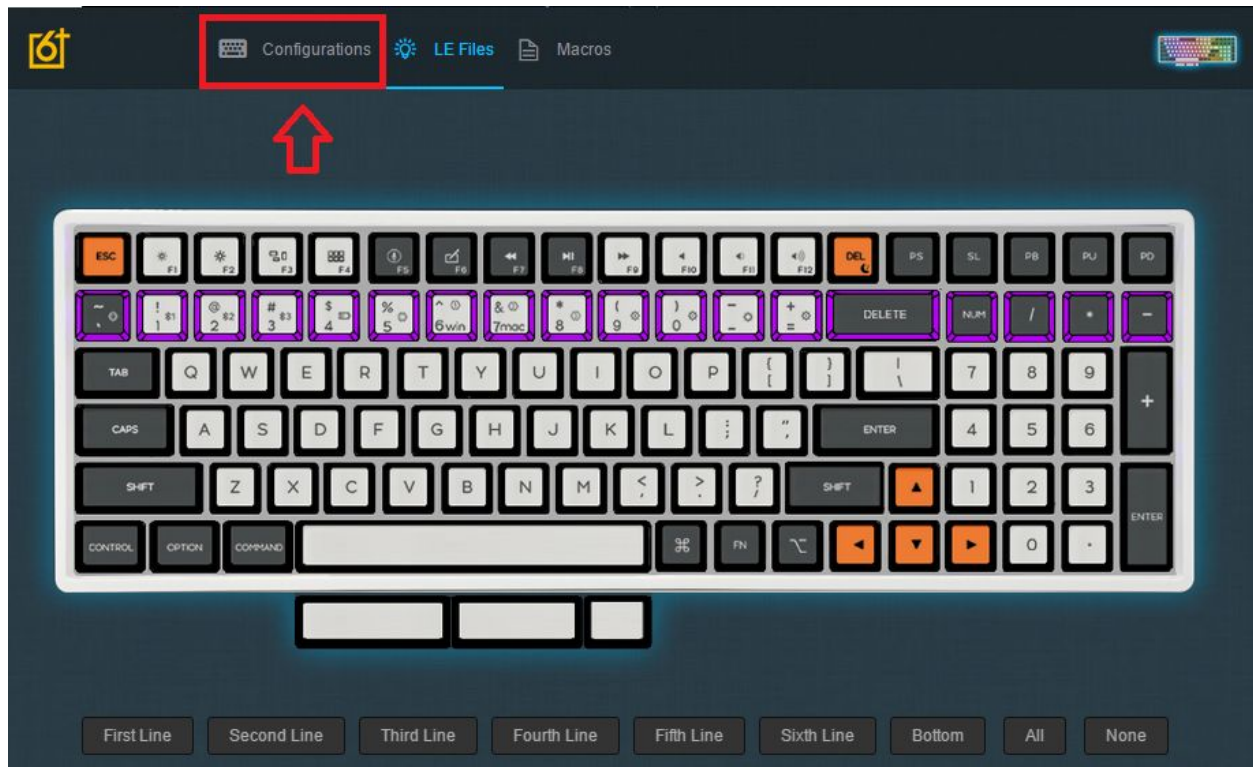 6
Configurations LE Files Macros
ESC F1 F2 F3 F4 F5 F6 F7 F8 F9 F10 F11 F12 DEL PS SL PB PU PD
~ ` ! 1 @ 2 # 3 $ 4 % 5 ^ 6win & 7mac * 8 ( 9 ) 0 - _ + = DELETE NUM / * -
TAB Q W E R T Y U I O P { [ } ] | \ 7 8 9 +
CAPS A S D F G H J K L : ; " , ENTER 4 5 6
SHIFT Z X C V B N M < , > . ? / SHIFT 1 2 3 ENTER
CONTROL OPTION COMMAND ⌘ FN ⌥ 0 .
First Line Second Line Third Line Fourth Line Fifth Line Sixth Line Bottom All None